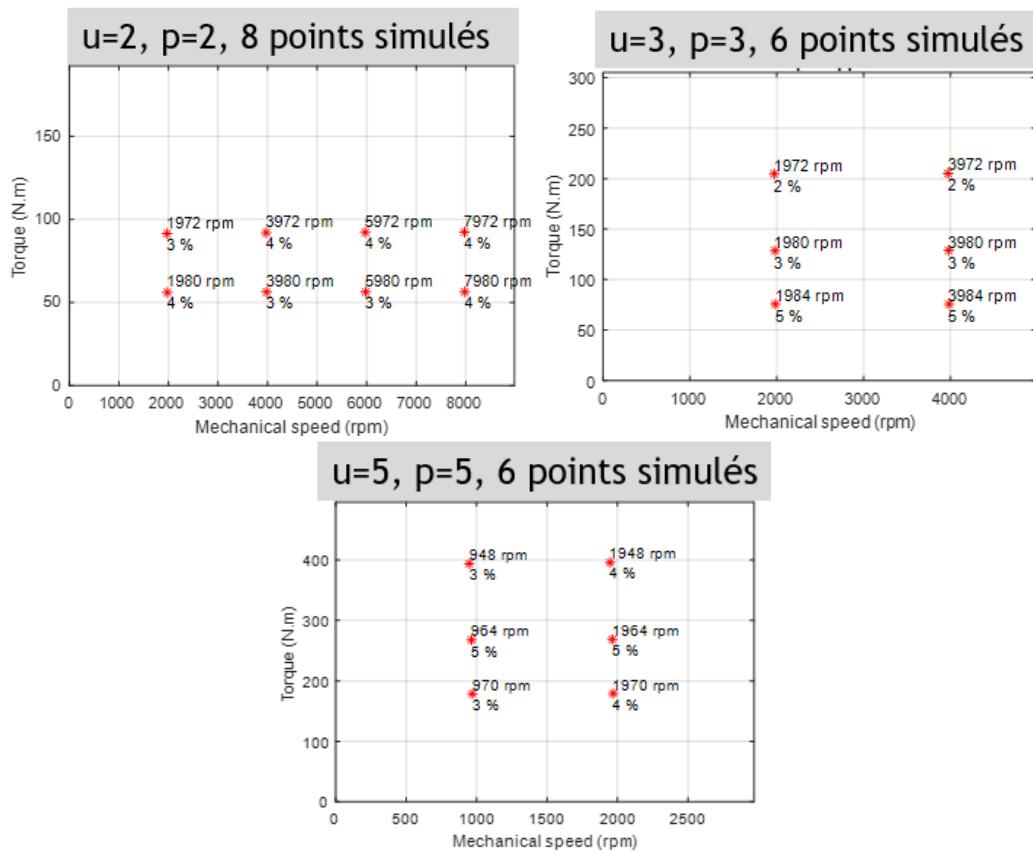 u=2, p=2, 8 points simulés
150
100
50
0
Torque (N.m)
1972 rpm
3 %
3972 rpm
4 %
5972 rpm
4 %
7972 rpm
4 %
1980 rpm
4 %
3980 rpm
3 %
5980 rpm
3 %
7980 rpm
4 %
0 1000 2000 3000 4000 5000 6000 7000 8000
Mechanical speed (rpm)
u=3, p=3, 6 points simulés
300
250
200
150
100
50
0
Torque (N.m)
1972 rpm
2 %
3972 rpm
2 %
1980 rpm
3 %
3980 rpm
3 %
1984 rpm
5 %
3984 rpm
5 %
0 1000 2000 3000 4000
Mechanical speed (rpm)
u=5, p=5, 6 points simulés
400
300
200
100
0
Torque (N.m)
948 rpm
3 %
1948 rpm
4 %
964 rpm
5 %
1964 rpm
5 %
970 rpm
3 %
1970 rpm
4 %
0 500 1000 1500 2000 2500
Mechanical speed (rpm)